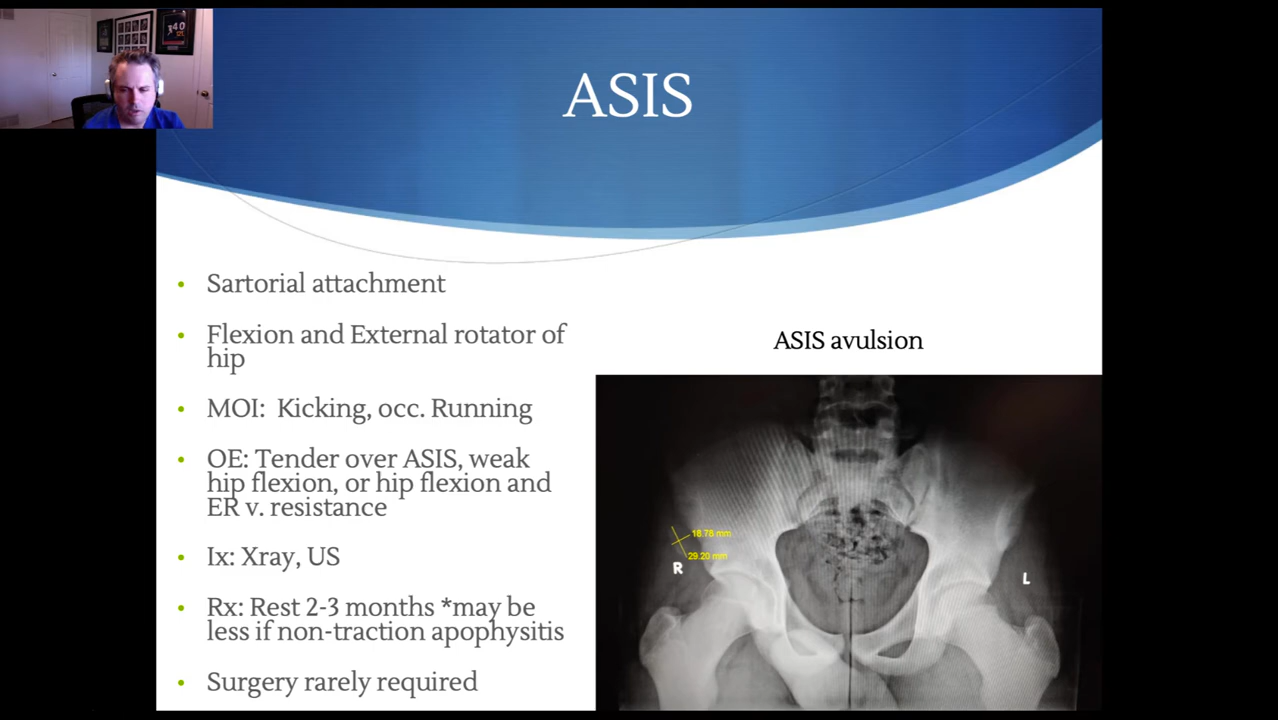 ASIS
Sartorial attachment
Flexion and External rotator of
hip
MOI: Kicking, occ. Running
OE: Tender over ASIS, weak
hip flexion, or hip flexion and
ER v. resistance
Ix: Xray, US
Rx: Rest 2-3 months *may be
less if non-traction apophysitis
Surgery rarely required
ASIS avulsion
18.78 mm
29.20 mm
R
L